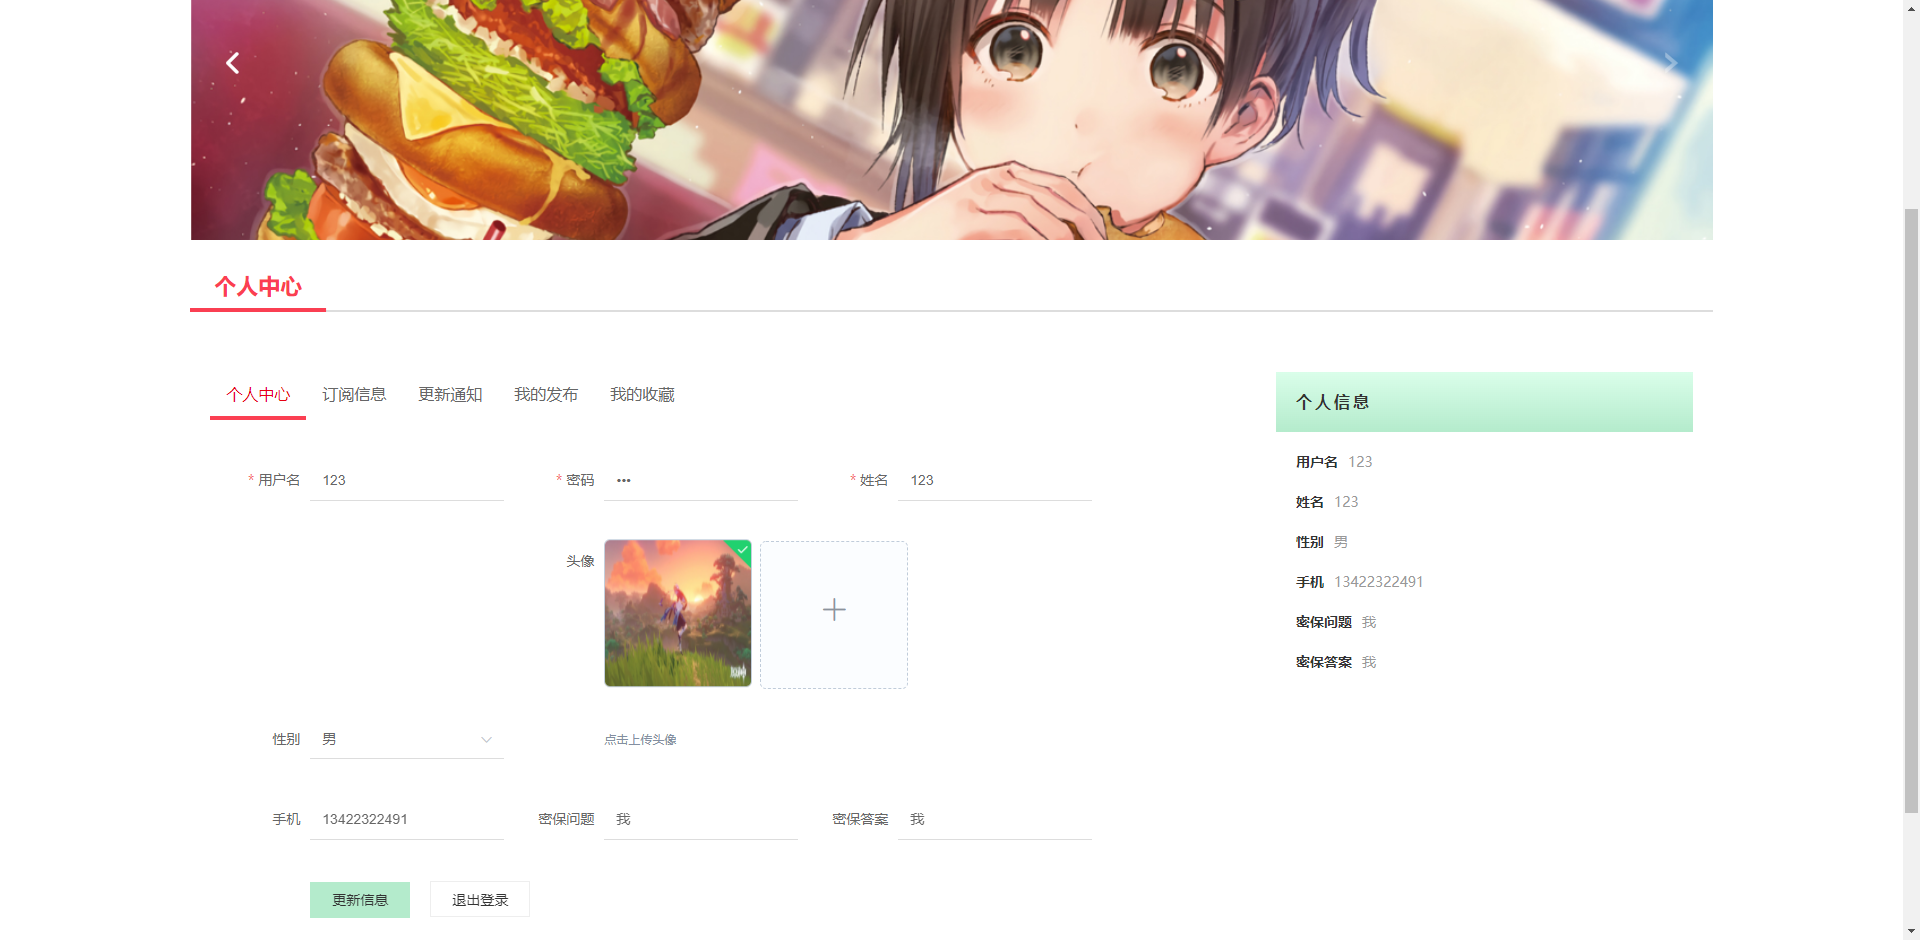 个人中心
个人中心 订阅信息 更新通知 我的发布 我的收藏
* 用户名 123 * 密码 ••• * 姓名 123
头像
性别 男
点击上传头像
手机 13422322491 密保问题 我 密保答案 我
更新信息 退出登录
个人信息
用户名 123
姓名 123
性别 男
手机 13422322491
密保问题 我
密保答案 我